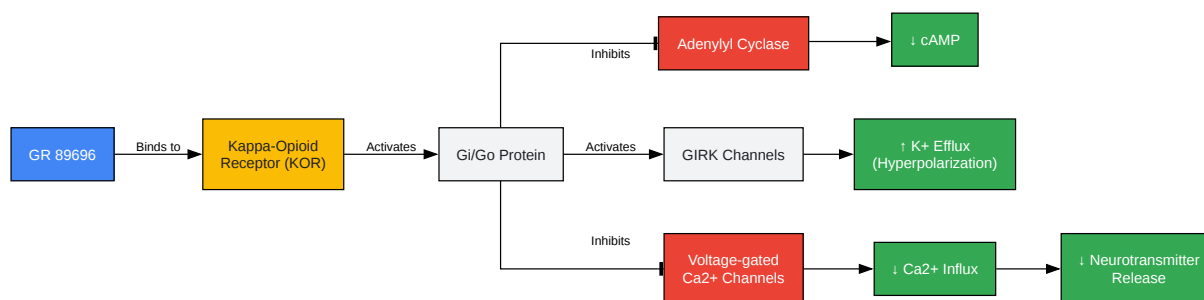 GR 89696
Binds to
Kappa-Opioid
Receptor (KOR)
Activates
Gi/Go Protein
Inhibits
Adenylyl Cyclase
↓ cAMP
Activates
GIRK Channels
↑ K+ Efflux
(Hyperpolarization)
Inhibits
Voltage-gated
Ca2+ Channels
↓ Ca2+ Influx
↓ Neurotransmitter
Release